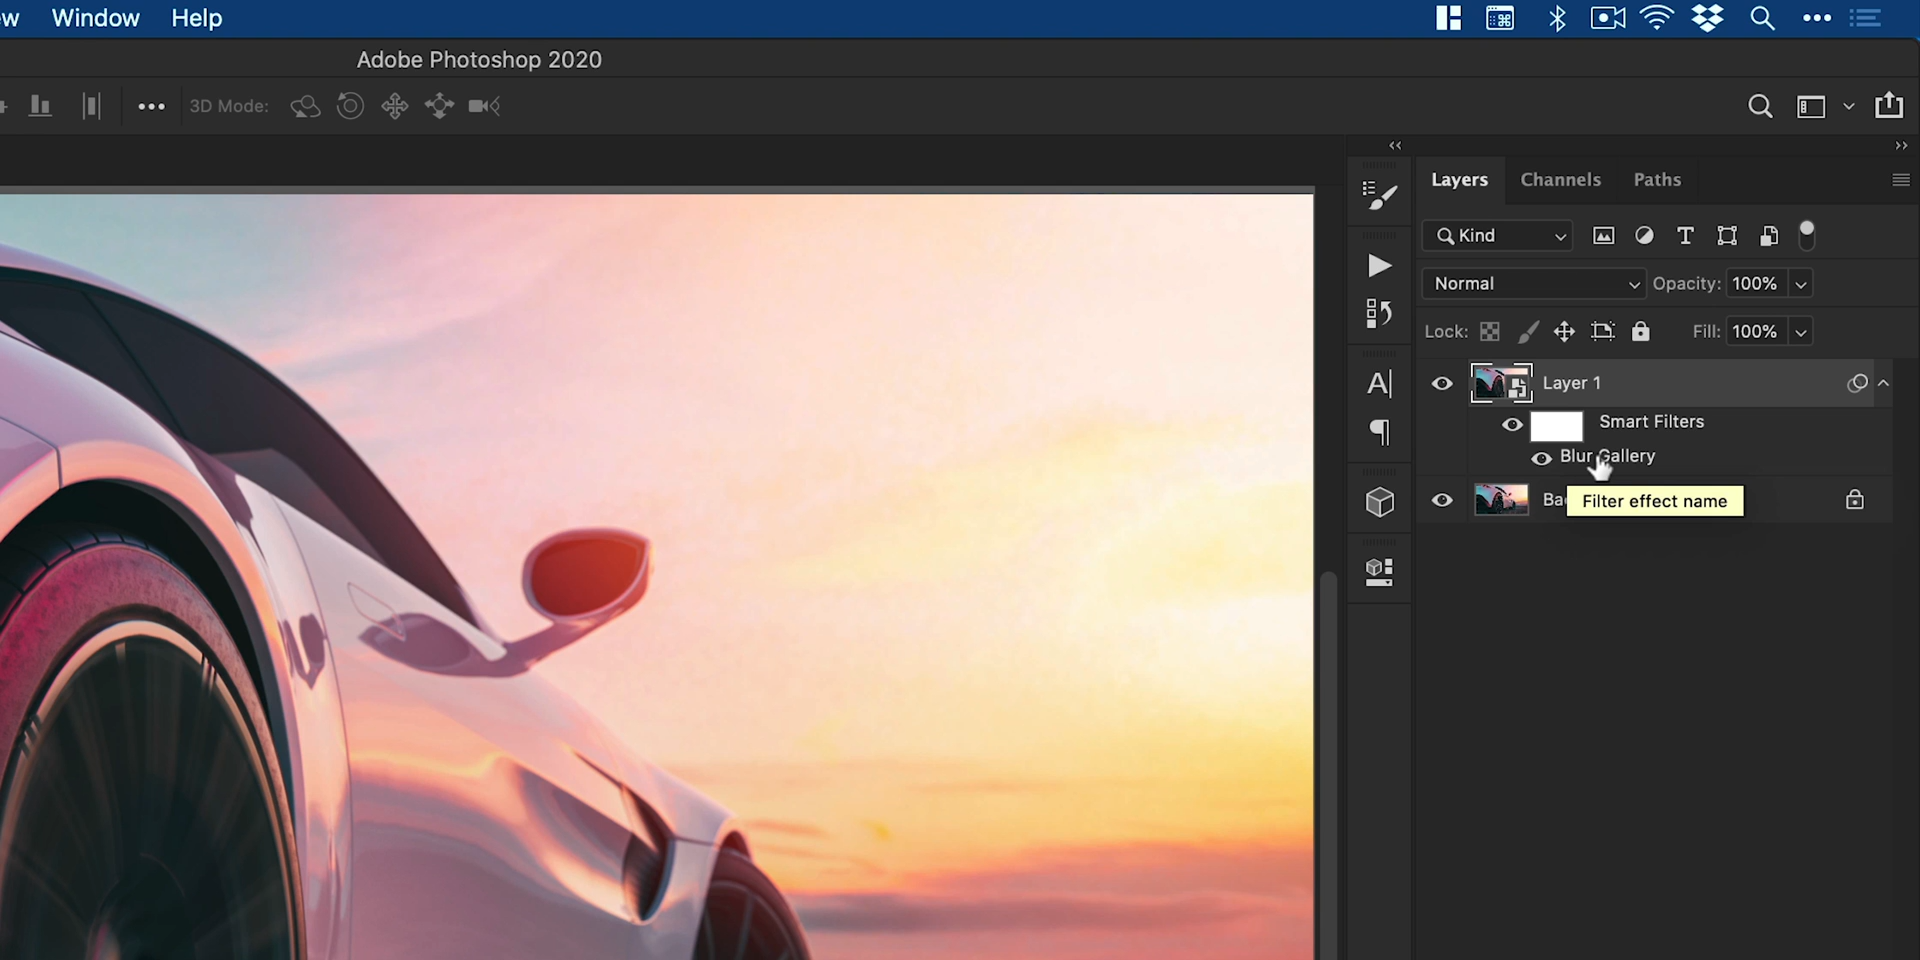 Window Help
Adobe Photoshop 2020
3D Mode:
Layers Channels Paths
Kind
Normal Opacity: 100%
Lock: Fill: 100%
Layer 1
Smart Filters
Blur Gallery
Filter effect name